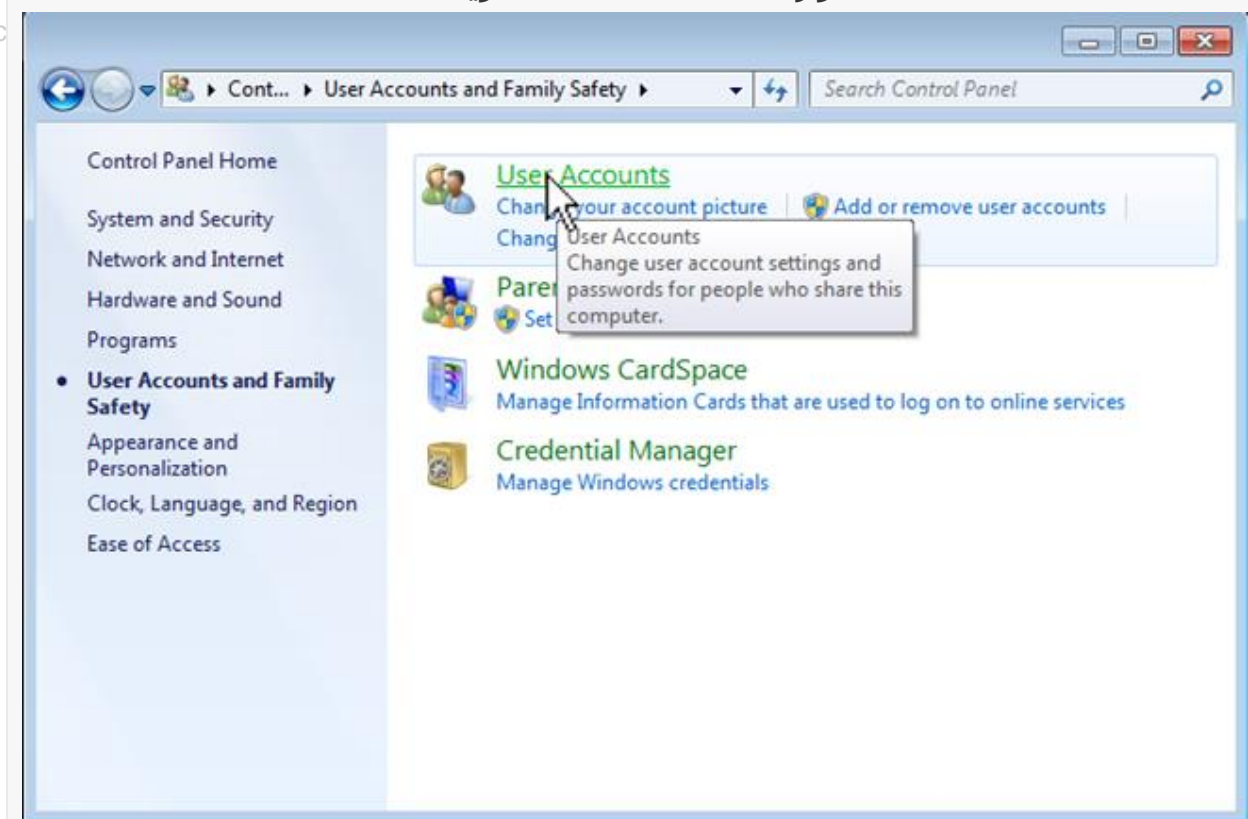 Cont... User Accounts and Family Safety
Search Control Panel
Control Panel Home
System and Security
Network and Internet
Hardware and Sound
Programs
User Accounts and Family
Safety
Appearance and
Personalization
Clock, Language, and Region
Ease of Access
User Accounts
your account picture Add or remove user accounts
Chang
User Accounts
Change user account settings and
passwords for people who share this
computer.
Paren
Set
Windows CardSpace
Manage Information Cards that are used to log on to online services
Credential Manager
Manage Windows credentials